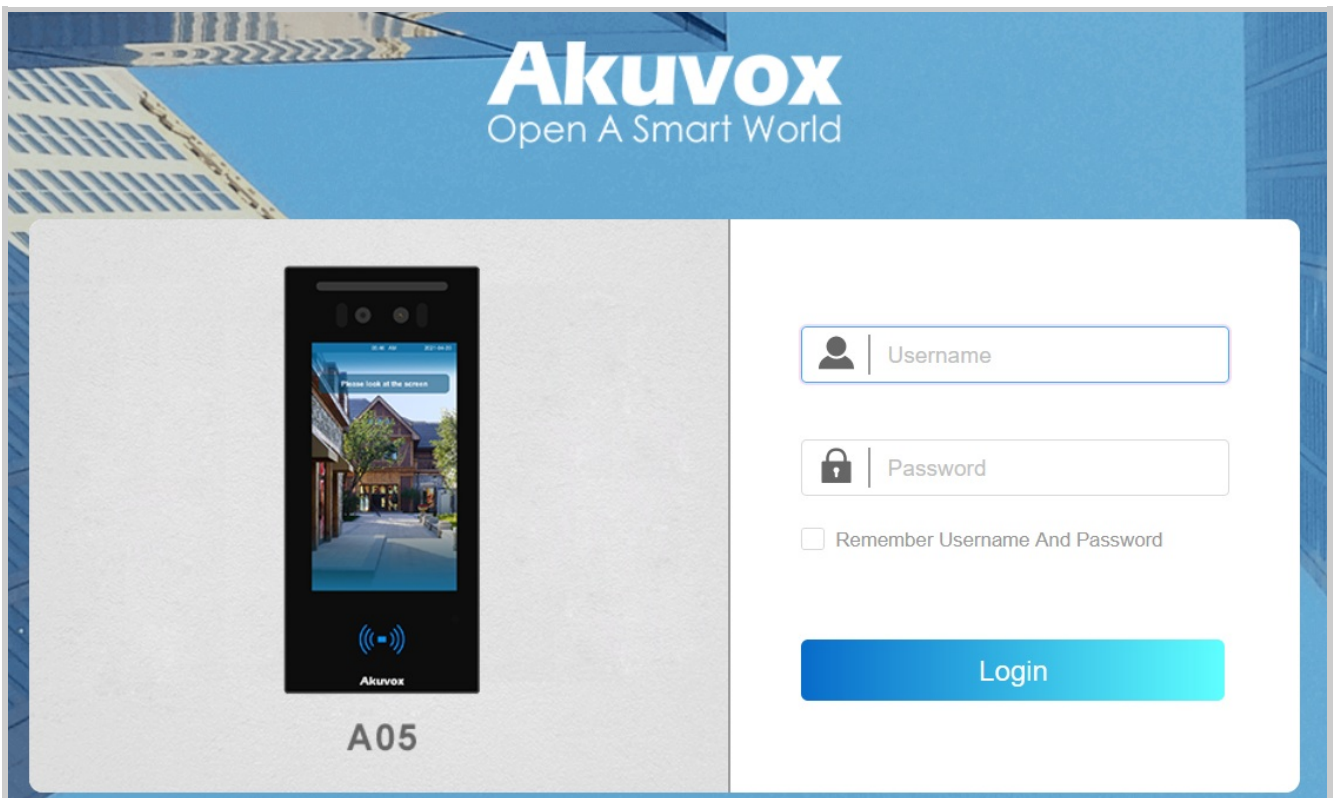 Akuvox
Open A Smart World
Please look at the screen
Akuvox
A05
Username
Password
Remember Username And Password
Login